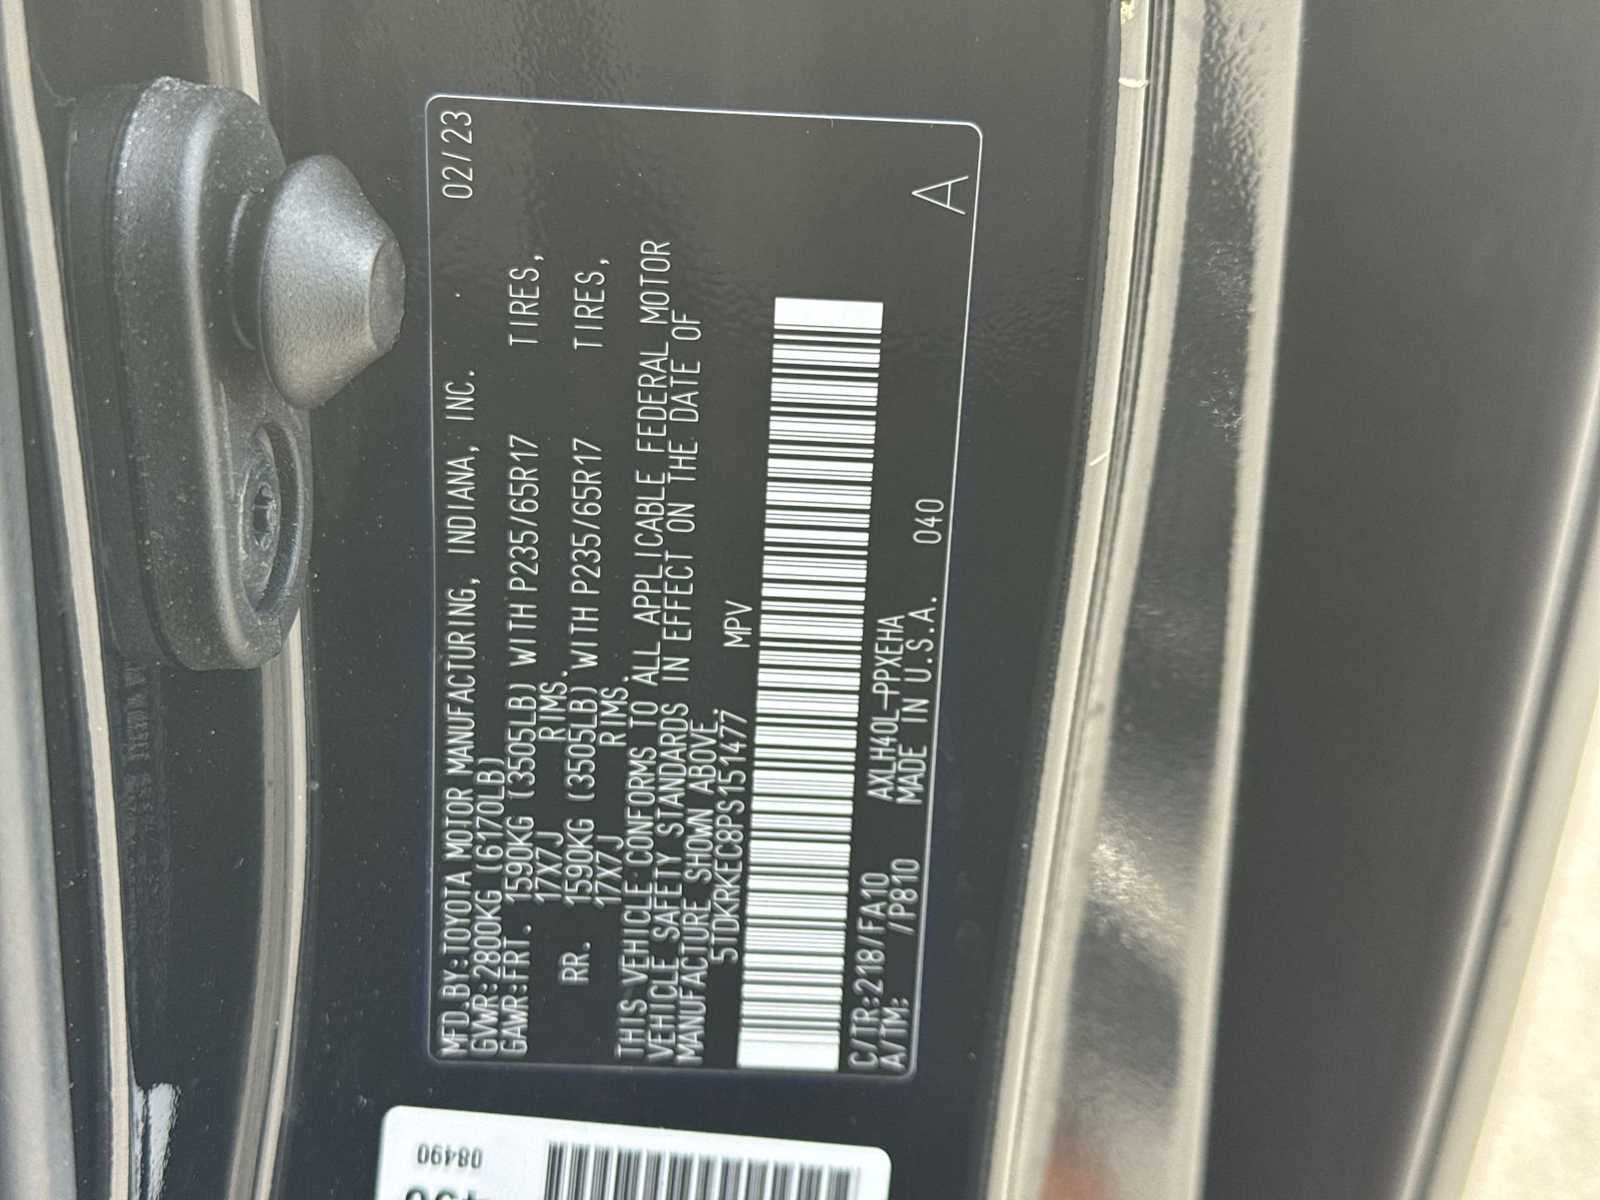 MFD.BY:TOYOTA MOTOR MANUFACTURING, INDIANA, INC. 02/23
GVWR:2800KG (6170LB)
GAWR:FRT. 1590KG (3505LB) WITH P235/65R17 TIRES,
17X7J RIMS.
RR. 1590KG (3505LB) WITH P235/65R17 TIRES,
17X7J RIMS.
THIS VEHICLE CONFORMS TO ALL APPLICABLE FEDERAL MOTOR
VEHICLE SAFETY STANDARDS IN EFFECT ON THE DATE OF
MANUFACTURE SHOWN ABOVE.
5TDKRKEC8PS151477 MPV
C/TR:218/FA10 AXLH40L-PPXEHA
A/TM: /P810 MADE IN U.S.A. 040 A
08490